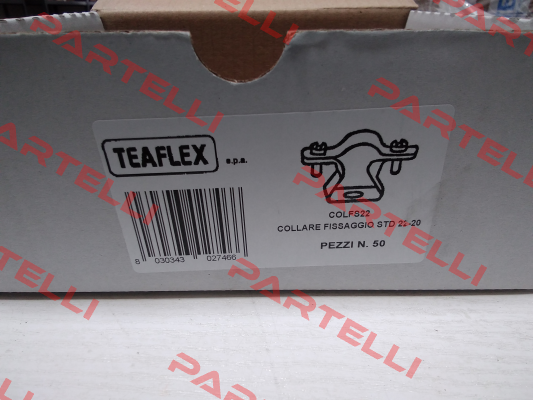 TEAFLEX s.p.a.
COLFS22
COLLARE FISSAGGIO STD 22-20
PEZZI N. 50
8 030343 027466
PARTELLI
PARTELLI
PARTELLI
PARTELLI
PARTELLI
PARTELLI